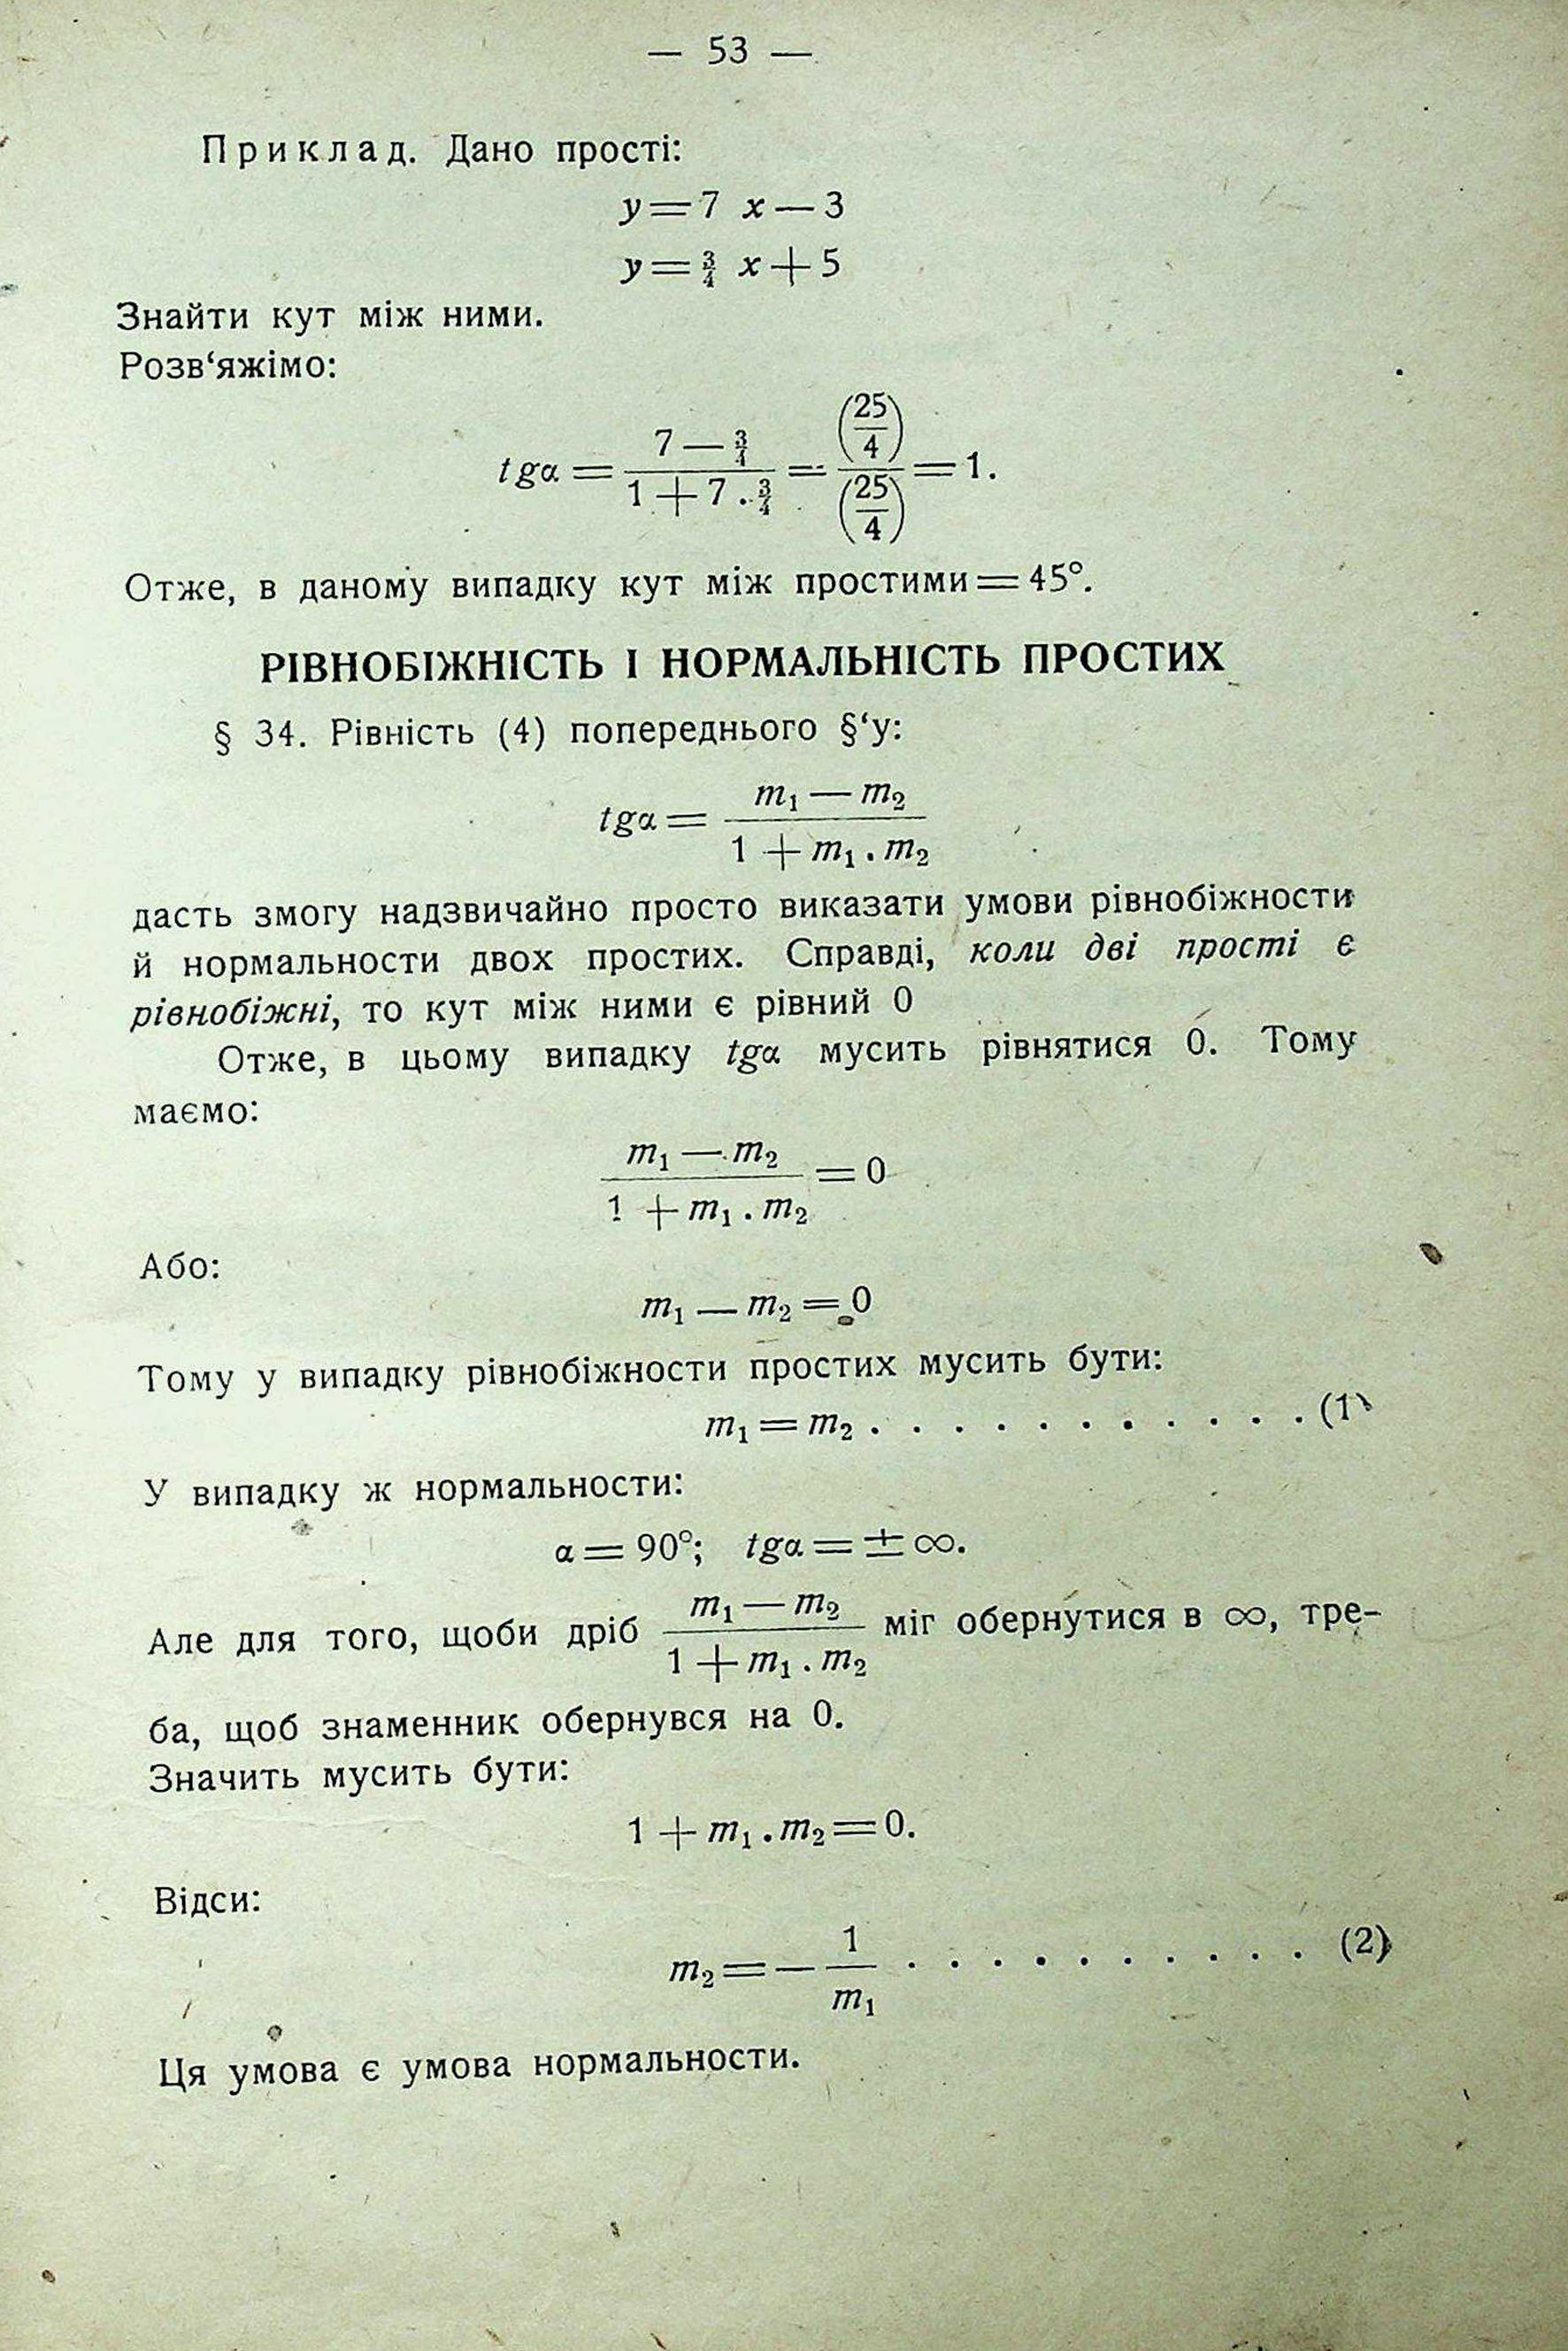 — 53 —
Приклад. Дано прості:
y = 7 x — 3
y = ¾ x + 5
Знайти кут між ними.
Розв‘яжімо:
tgα = (7 — ¾) / (1 + 7 . ¾) = (25/4) / (25/4) = 1.
Отже, в даному випадку кут між простими = 45°.
РІВНОБІЖНІСТЬ І НОРМАЛЬНІСТЬ ПРОСТИХ
§ 34. Рівність (4) попереднього §‘у:
tgα = (m₁ — m₂) / (1 + m₁ . m₂)
дасть змогу надзвичайно просто виказати умови рівнобіжности
й нормальности двох простих. Справді, коли дві прості є
рівнобіжні, то кут між ними є рівний 0
Отже, в цьому випадку tgα мусить рівнятися 0. Тому
маємо:
(m₁ — m₂) / (1 + m₁ . m₂) = 0
Або:
m₁ — m₂ = 0
Тому у випадку рівнобіжности простих мусить бути:
m₁ = m₂ . . . . . . . . . . . (1)
У випадку ж нормальности:
α = 90°; tgα = ± ∞.
Але для того, щоби дріб (m₁ — m₂) / (1 + m₁ . m₂) міг обернутися в ∞, тре-
ба, щоб знаменник обернувся на 0.
Значить мусить бути:
1 + m₁ . m₂ = 0.
Відси:
m₂ = — 1 / m₁ . . . . . . . . . . (2)
Ця умова є умова нормальности.